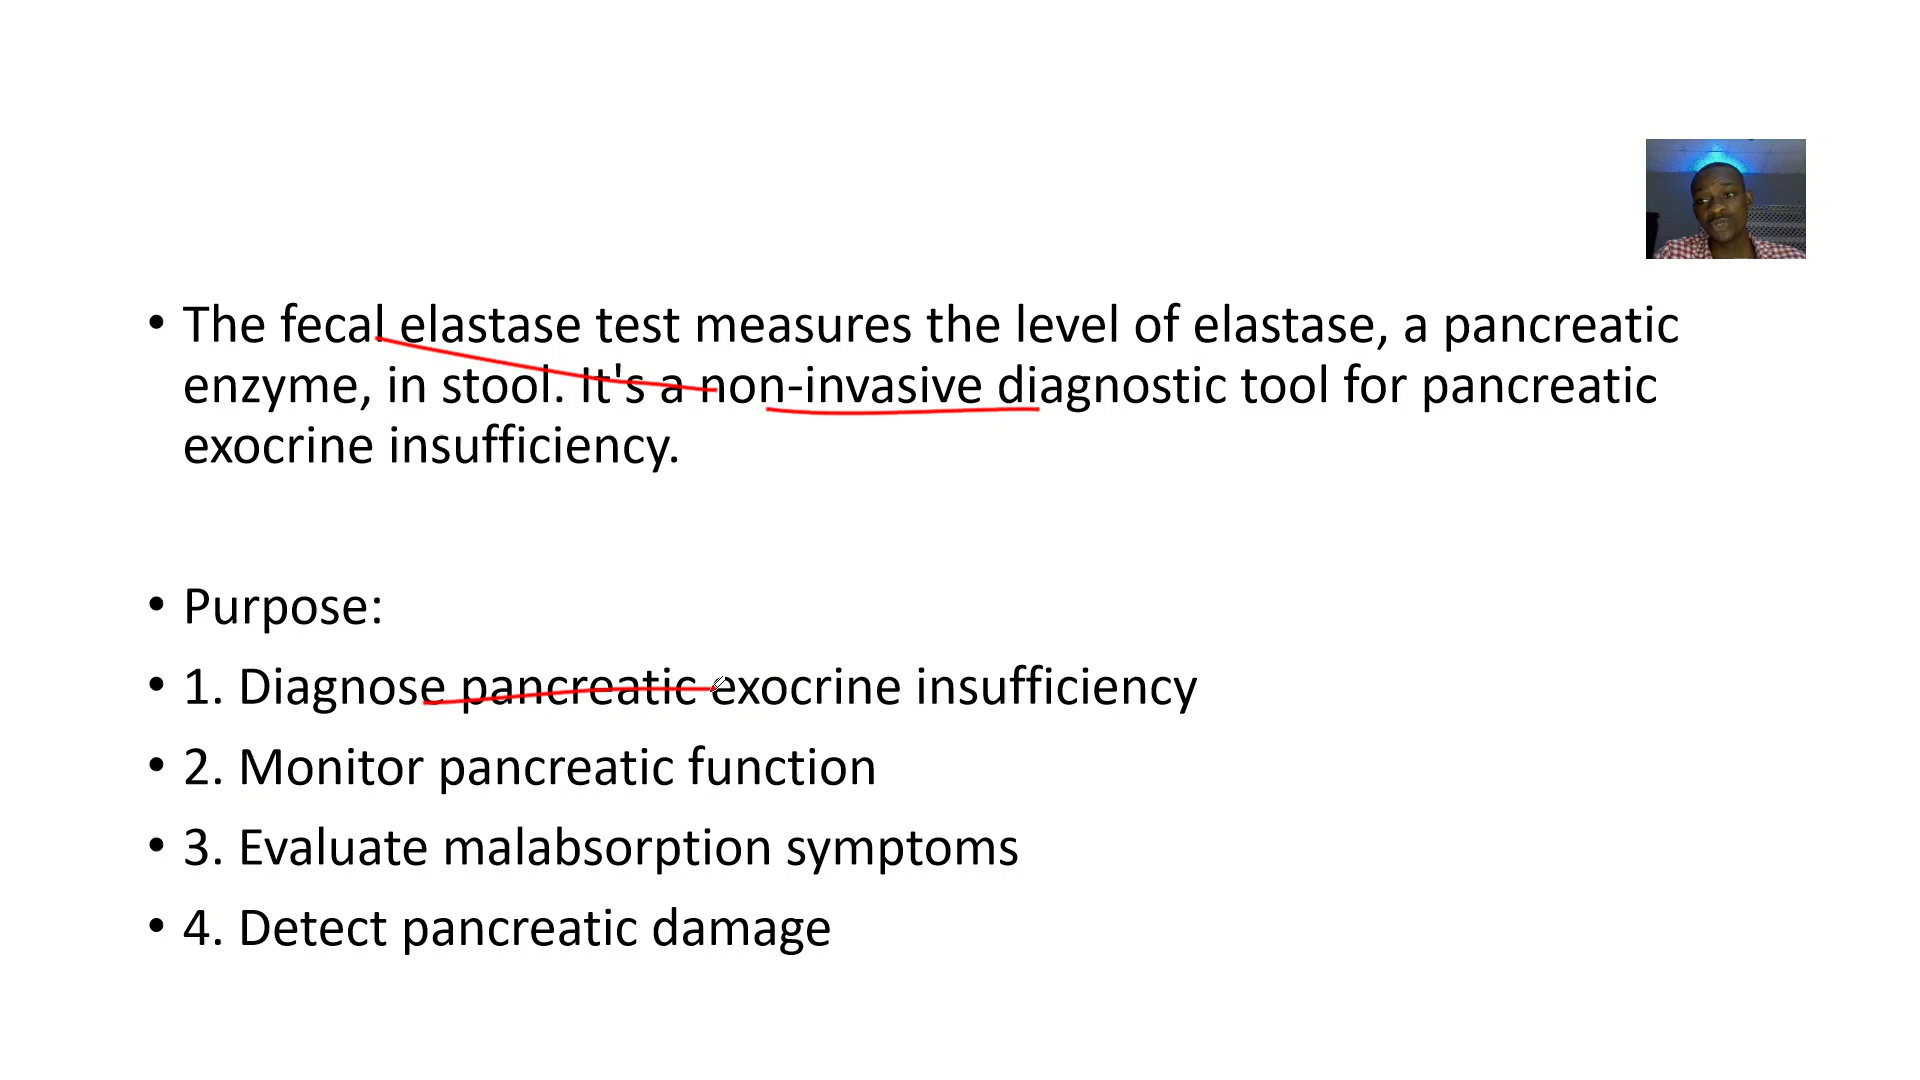 • The fecal elastase test measures the level of elastase, a pancreatic
enzyme, in stool. It's a non-invasive diagnostic tool for pancreatic
exocrine insufficiency.
• Purpose:
• 1. Diagnose pancreatic exocrine insufficiency
• 2. Monitor pancreatic function
• 3. Evaluate malabsorption symptoms
• 4. Detect pancreatic damage